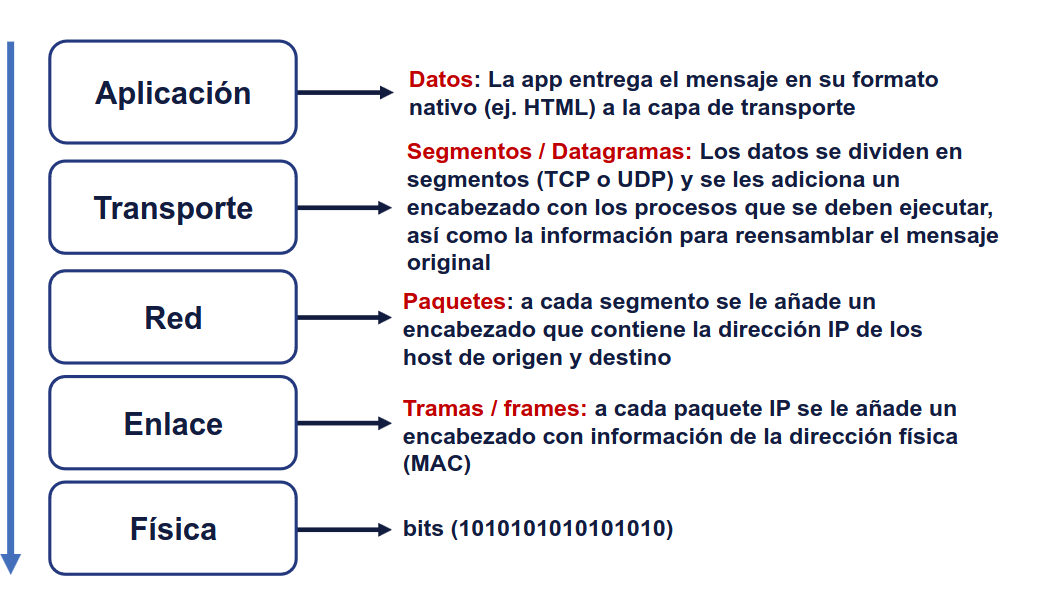 Aplicación
Datos: La app entrega el mensaje en su formato
nativo (ej. HTML) a la capa de transporte
Transporte
Segmentos / Datagramas: Los datos se dividen en
segmentos (TCP o UDP) y se les adiciona un
encabezado con los procesos que se deben ejecutar,
así como la información para reensamblar el mensaje
original
Red
Paquetes: a cada segmento se le añade un
encabezado que contiene la dirección IP de los
host de origen y destino
Enlace
Tramas / frames: a cada paquete IP se le añade un
encabezado con información de la dirección física
(MAC)
Física
bits (1010101010101010)